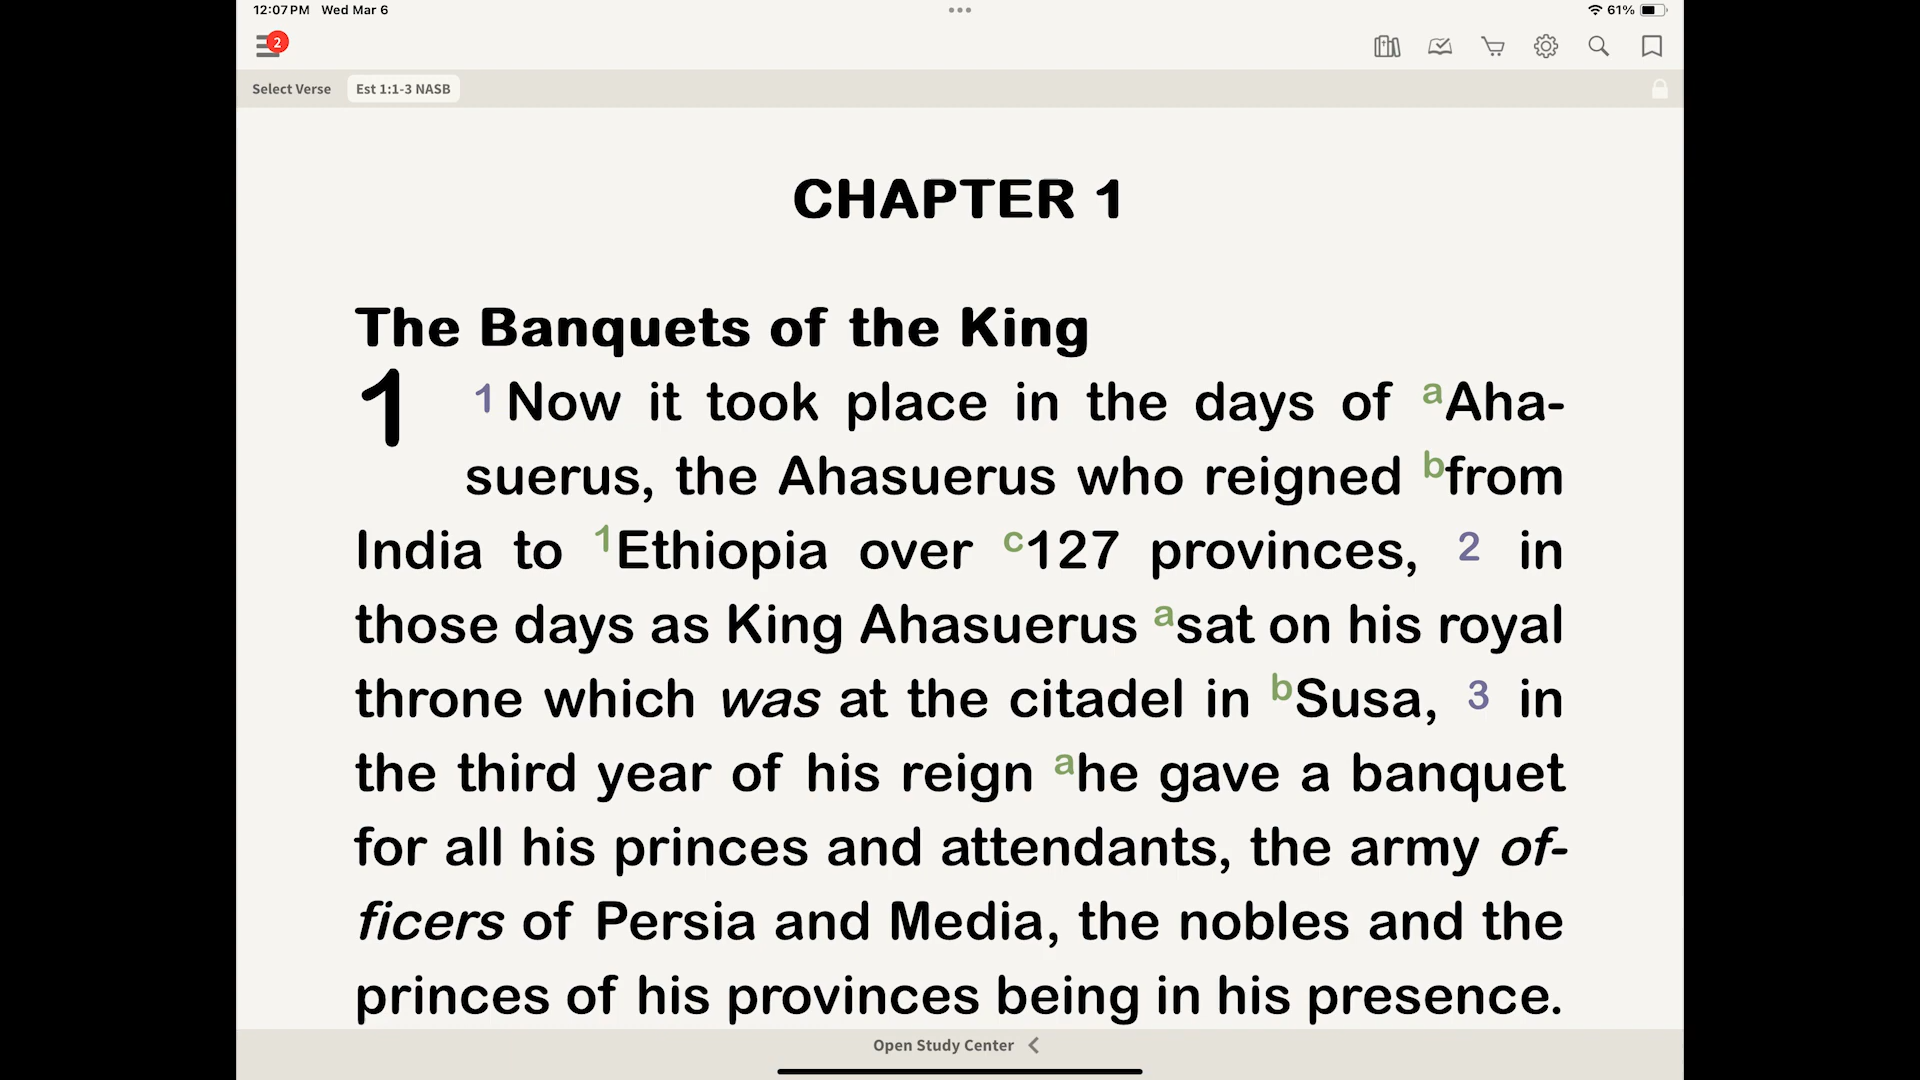 12:07 PM Wed Mar 6
61%
2
Select Verse Est 1:1-3 NASB
CHAPTER 1
The Banquets of the King
1 1 Now it took place in the days of aAha-
suerus, the Ahasuerus who reigned bfrom
India to 1Ethiopia over c127 provinces, 2 in
those days as King Ahasuerus asat on his royal
throne which was at the citadel in bSusa, 3 in
the third year of his reign ahe gave a banquet
for all his princes and attendants, the army of-
ficers of Persia and Media, the nobles and the
princes of his provinces being in his presence.
Open Study Center